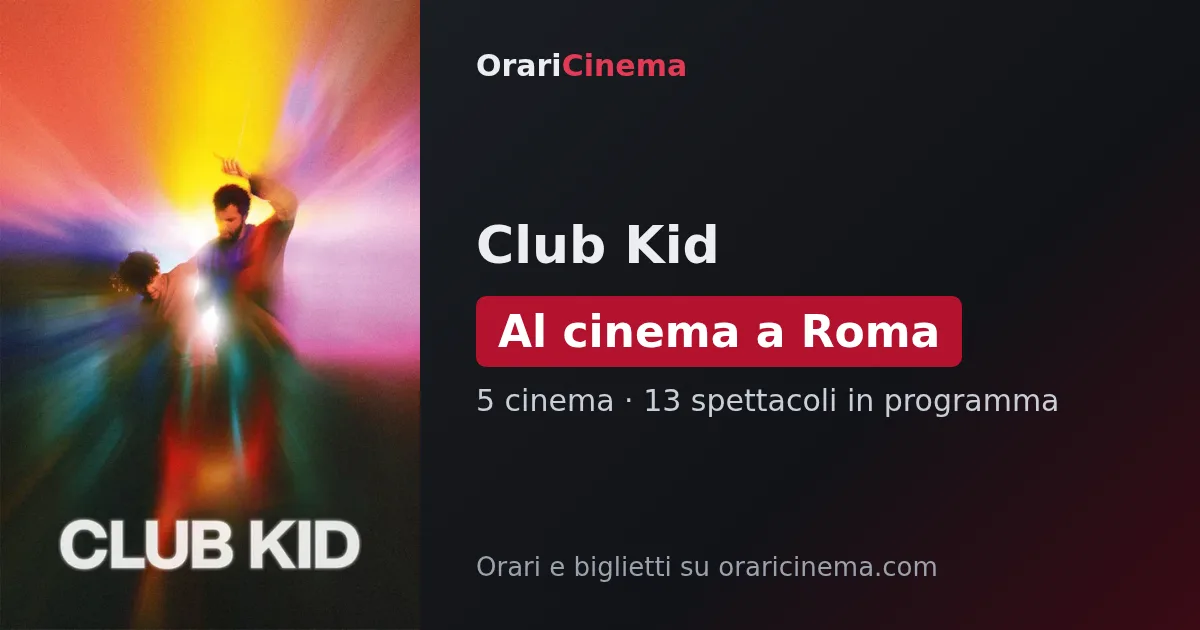 OrariCinema
Club Kid
Al cinema a Roma
5 cinema · 13 spettacoli in programma
Orari e biglietti su oraricinema.com
CLUB KID